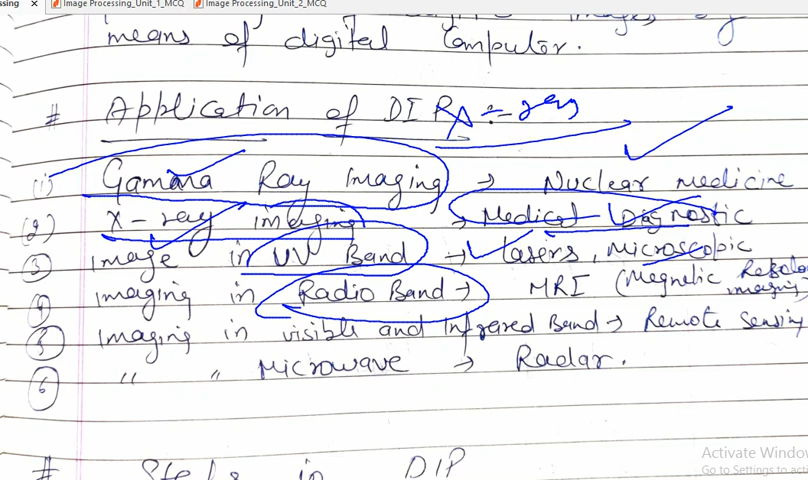 ssing × Image Processing_Unit_1_MCQ Image Processing_Unit_2_MCQ
means of digital Computer.
# Application of DIP
(1) Gamma Ray Imaging → Nuclear medicine
(2) X-ray imaging → Medical Diagnostic
(3) image in UV Band → lasers, Microscopic
(4) imaging in Radio Band → MRI (Magnetic
imaging)
(5) Imaging in visible and Infrared Band → Remote Sensing
(6) " " Microwave → Radar.
# Steps in DIP
Activate Window
Go to Settings to acti